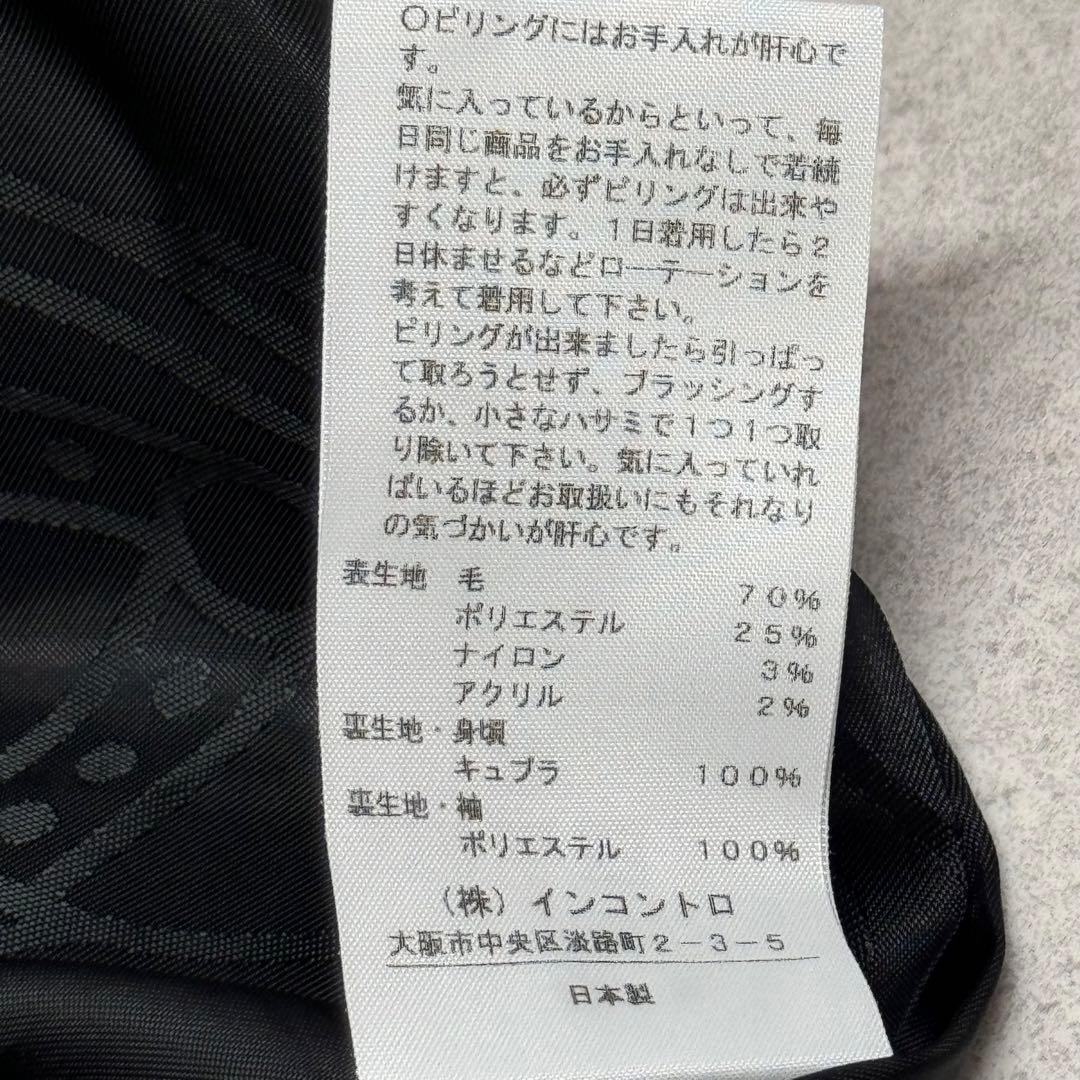 ○ピリングにはお手入れが肝心で
す。
気に入っているからといって、毎
日同じ商品をお手入れなしで着続
けますと、必ずピリングは出来や
すくなります。１日着用したら２
日休ませるなどローテーションを
考えて着用して下さい。
ピリングが出来ましたら引っぱっ
て取ろうとせず、ブラッシングす
るか、小さなハサミで１つ１つ取
り除いて下さい。気に入っていれ
ばいるほどお取扱いにもそれなり
の気づかいが肝心です。
表生地 毛 ７０％
ポリエステル ２５％
ナイロン ３％
アクリル ２％
裏生地・身頃
キュプラ １００％
裏生地・袖
ポリエステル １００％
（株）インコントロ
大阪市中央区淡路町２－３－５
日本製